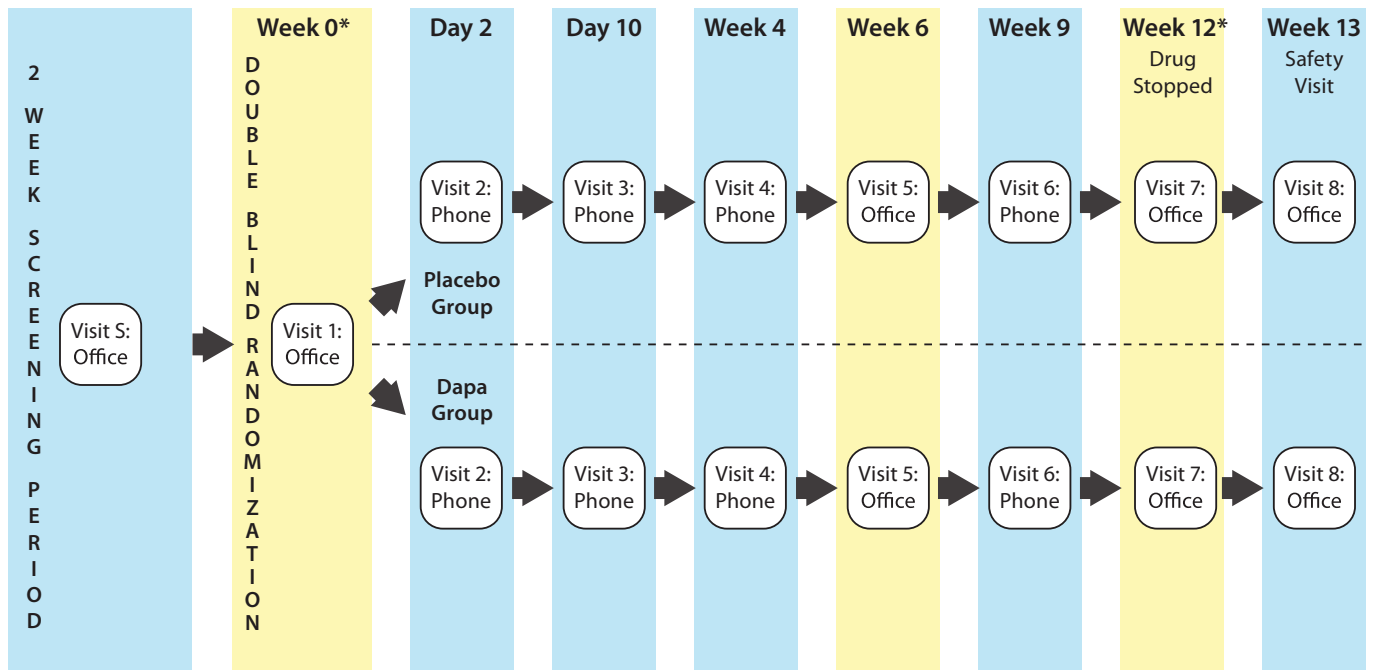 2 WEEK SCREENING PERIOD
Week 0*
DOUBLE BLIND RANDOMIZATION
Day 2
Day 10
Week 4
Week 6
Week 9
Week 12*
Drug
Stopped
Week 13
Safety
Visit
Visit S:
Office
Visit 1:
Office
Visit 2:
Phone
Visit 3:
Phone
Visit 4:
Phone
Visit 5:
Office
Visit 6:
Phone
Visit 7:
Office
Visit 8:
Office
Placebo
Group
Dapa
Group
Visit 2:
Phone
Visit 3:
Phone
Visit 4:
Phone
Visit 5:
Office
Visit 6:
Phone
Visit 7:
Office
Visit 8:
Office